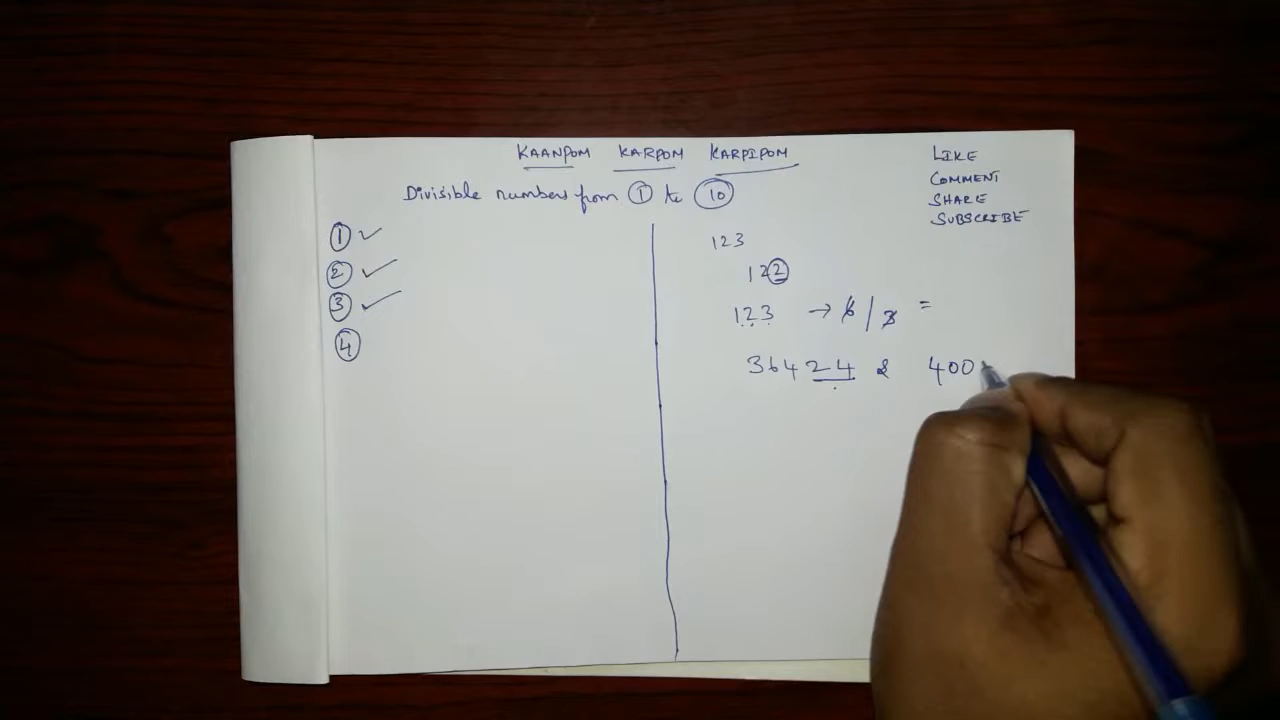 KAANPOM KARPOM KARPIPOM
LIKE
COMMENT
SHARE
SUBSCRIBE
Divisible numbers from 1 to 10
1 ✓
2 ✓
3 ✓
4
123
122
123 → 6/3 =
36424 & 400